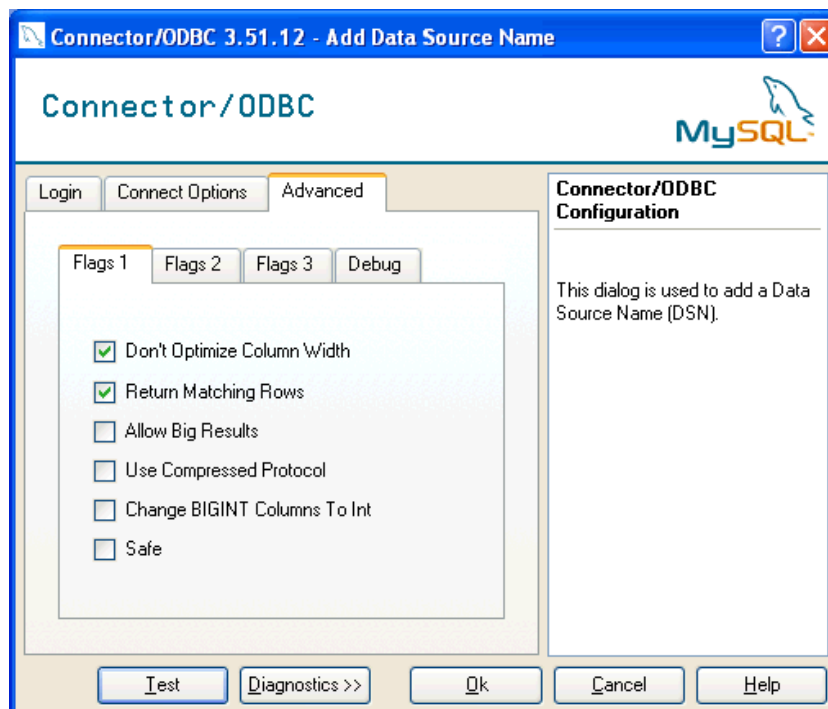 Connector/ODBC 3.51.12 - Add Data Source Name
?
Connector/ODBC
MySQL
Login
Connect Options
Advanced
Connector/ODBC
Configuration
Flags 1
Flags 2
Flags 3
Debug
This dialog is used to add a Data
Source Name (DSN).
Don't Optimize Column Width
Return Matching Rows
Allow Big Results
Use Compressed Protocol
Change BIGINT Columns To Int
Safe
Test
Diagnostics >>
Ok
Cancel
Help